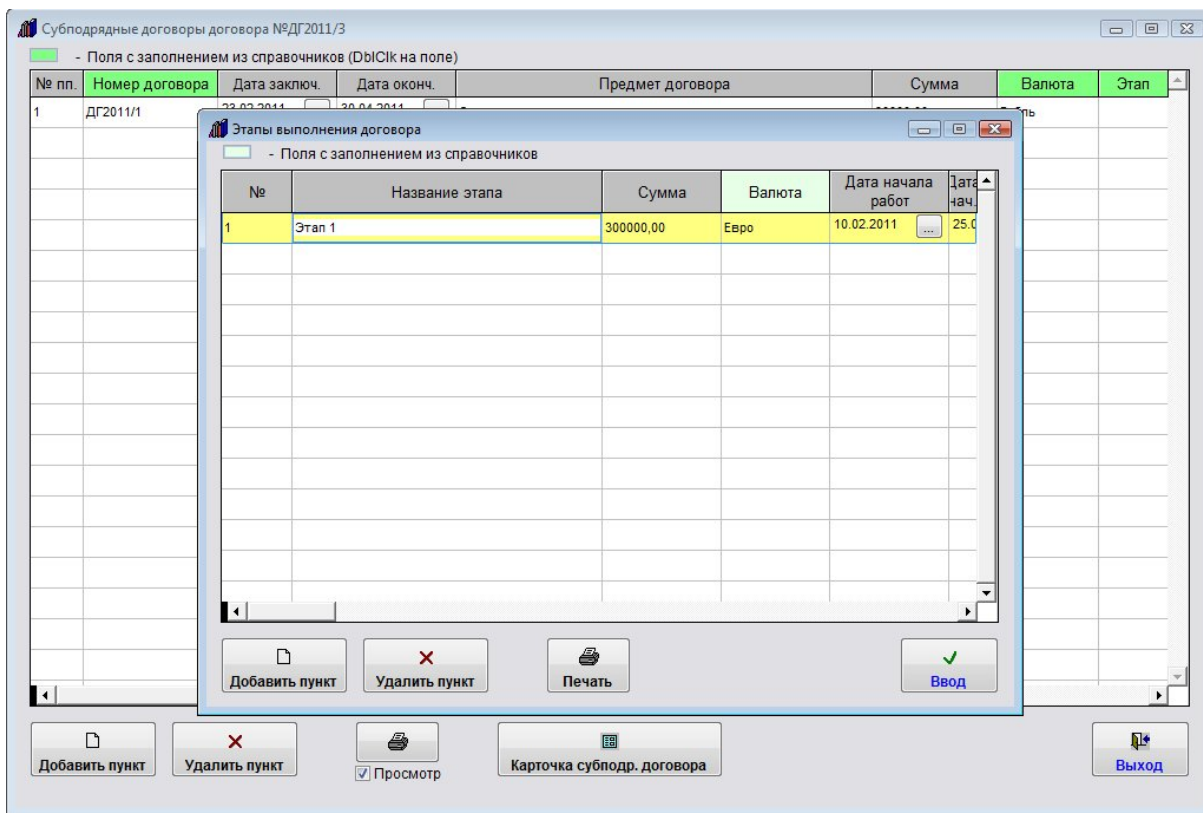 Субподрядные договоры договора №ДГ2011/3
- Поля с заполнением из справочников (DblClk на поле)
№ пп. Номер договора Дата заключ. Дата оконч. Предмет договора Сумма Валюта Этап
1 ДГ2011/1
Этапы выполнения договора
- Поля с заполнением из справочников
№ Название этапа Сумма Валюта Дата начала работ
1 Этап 1 300000,00 Евро 10.02.2011 ...
Добавить пункт Удалить пункт Печать Ввод
Добавить пункт Удалить пункт Просмотр Карточка субподр. договора Выход